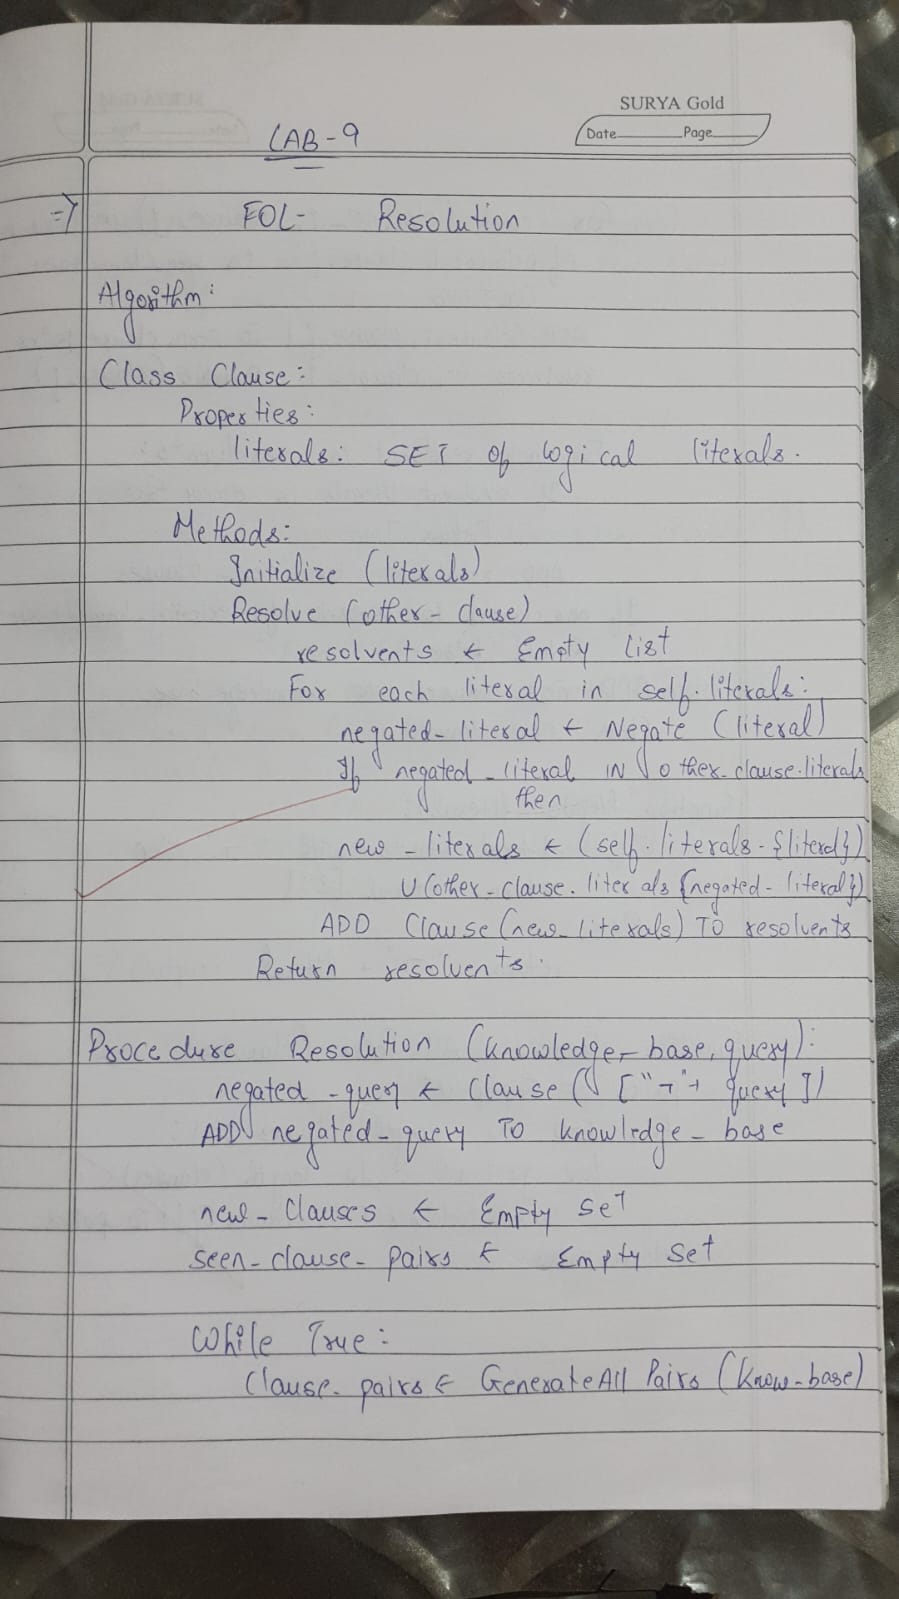 SURYA Gold
Date Page
LAB-9
=> FOL- Resolution
Algorithm:
Class Clause:
Properties:
literals: SET of logical literals.
Methods:
Initialize (literals)
Resolve (other-clause)
resolvents ← Empty list
For each literal in self.literals:
negated-literal ← Negate (literal)
If negated-literal IN other-clause.literals
then
new-literals ← (self.literals-{literal})
U(other-clause.literals {negated-literal})
ADD Clause(new-literals) TO resolvents
Return resolvents.
Procedure Resolution (knowledge-base, query):
negated-query ← Clause (["¬"+ query])
ADD negated-query TO knowledge-base
new-Clauses ← Empty set
seen-clause-pairs ← Empty set
While True:
Clause-pairs ← GenerateAll Pairs (know-base)